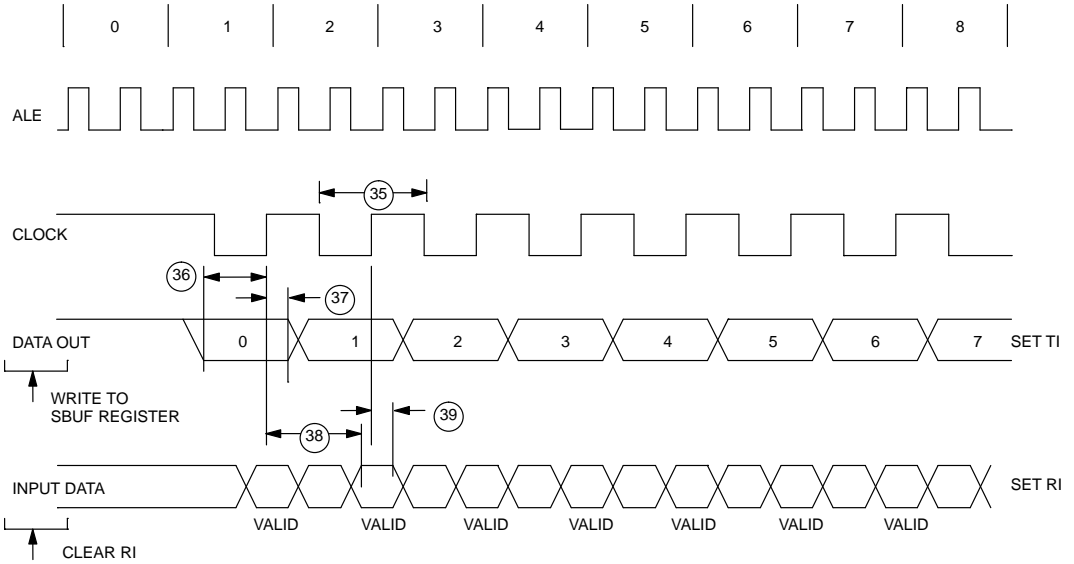 0 1 2 3 4 5 6 7 8
ALE
35
CLOCK
36
37
DATA OUT 0 1 2 3 4 5 6 7 SET TI
WRITE TO
SBUF REGISTER
39
38
INPUT DATA SET RI
VALID VALID VALID VALID VALID VALID VALID
CLEAR RI